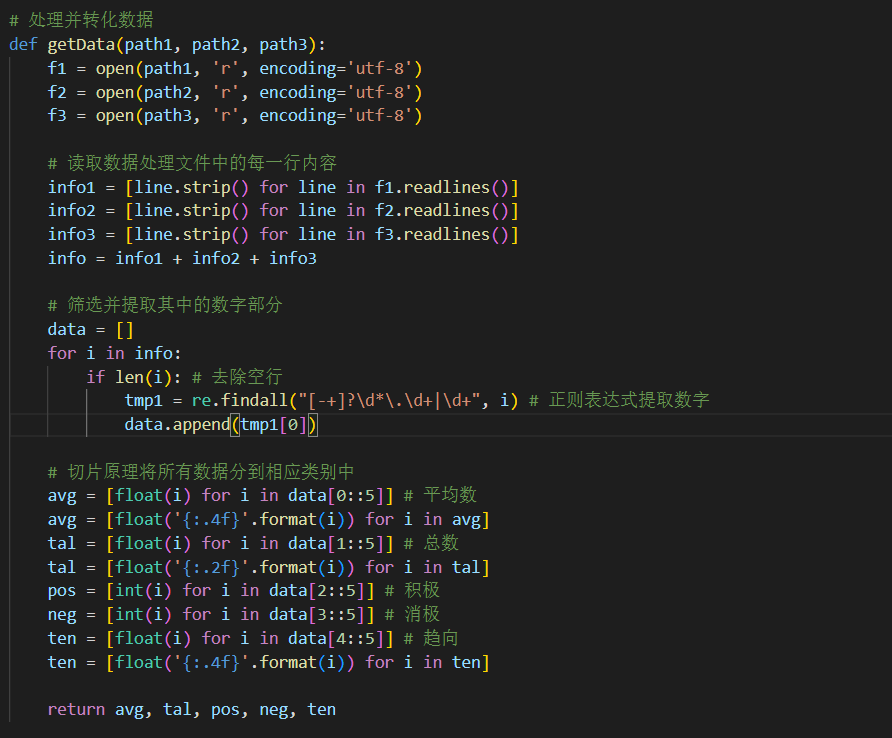 # 处理并转化数据
def getData(path1, path2, path3):
    f1 = open(path1, 'r', encoding='utf-8')
    f2 = open(path2, 'r', encoding='utf-8')
    f3 = open(path3, 'r', encoding='utf-8')

    # 读取数据处理文件中的每一行内容
    info1 = [line.strip() for line in f1.readlines()]
    info2 = [line.strip() for line in f2.readlines()]
    info3 = [line.strip() for line in f3.readlines()]
    info = info1 + info2 + info3

    # 筛选并提取其中的数字部分
    data = []
    for i in info:
        if len(i): # 去除空行
            tmp1 = re.findall("[-+]?\d*\.\d+|\d+", i) # 正则表达式提取数字
            data.append(tmp1[0])

    # 切片原理将所有数据分到相应类别中
    avg = [float(i) for i in data[0::5]] # 平均数
    avg = [float('{:.4f}'.format(i)) for i in avg]
    tal = [float(i) for i in data[1::5]] # 总数
    tal = [float('{:.2f}'.format(i)) for i in tal]
    pos = [int(i) for i in data[2::5]] # 积极
    neg = [int(i) for i in data[3::5]] # 消极
    ten = [float(i) for i in data[4::5]] # 趋向
    ten = [float('{:.4f}'.format(i)) for i in ten]

    return avg, tal, pos, neg, ten